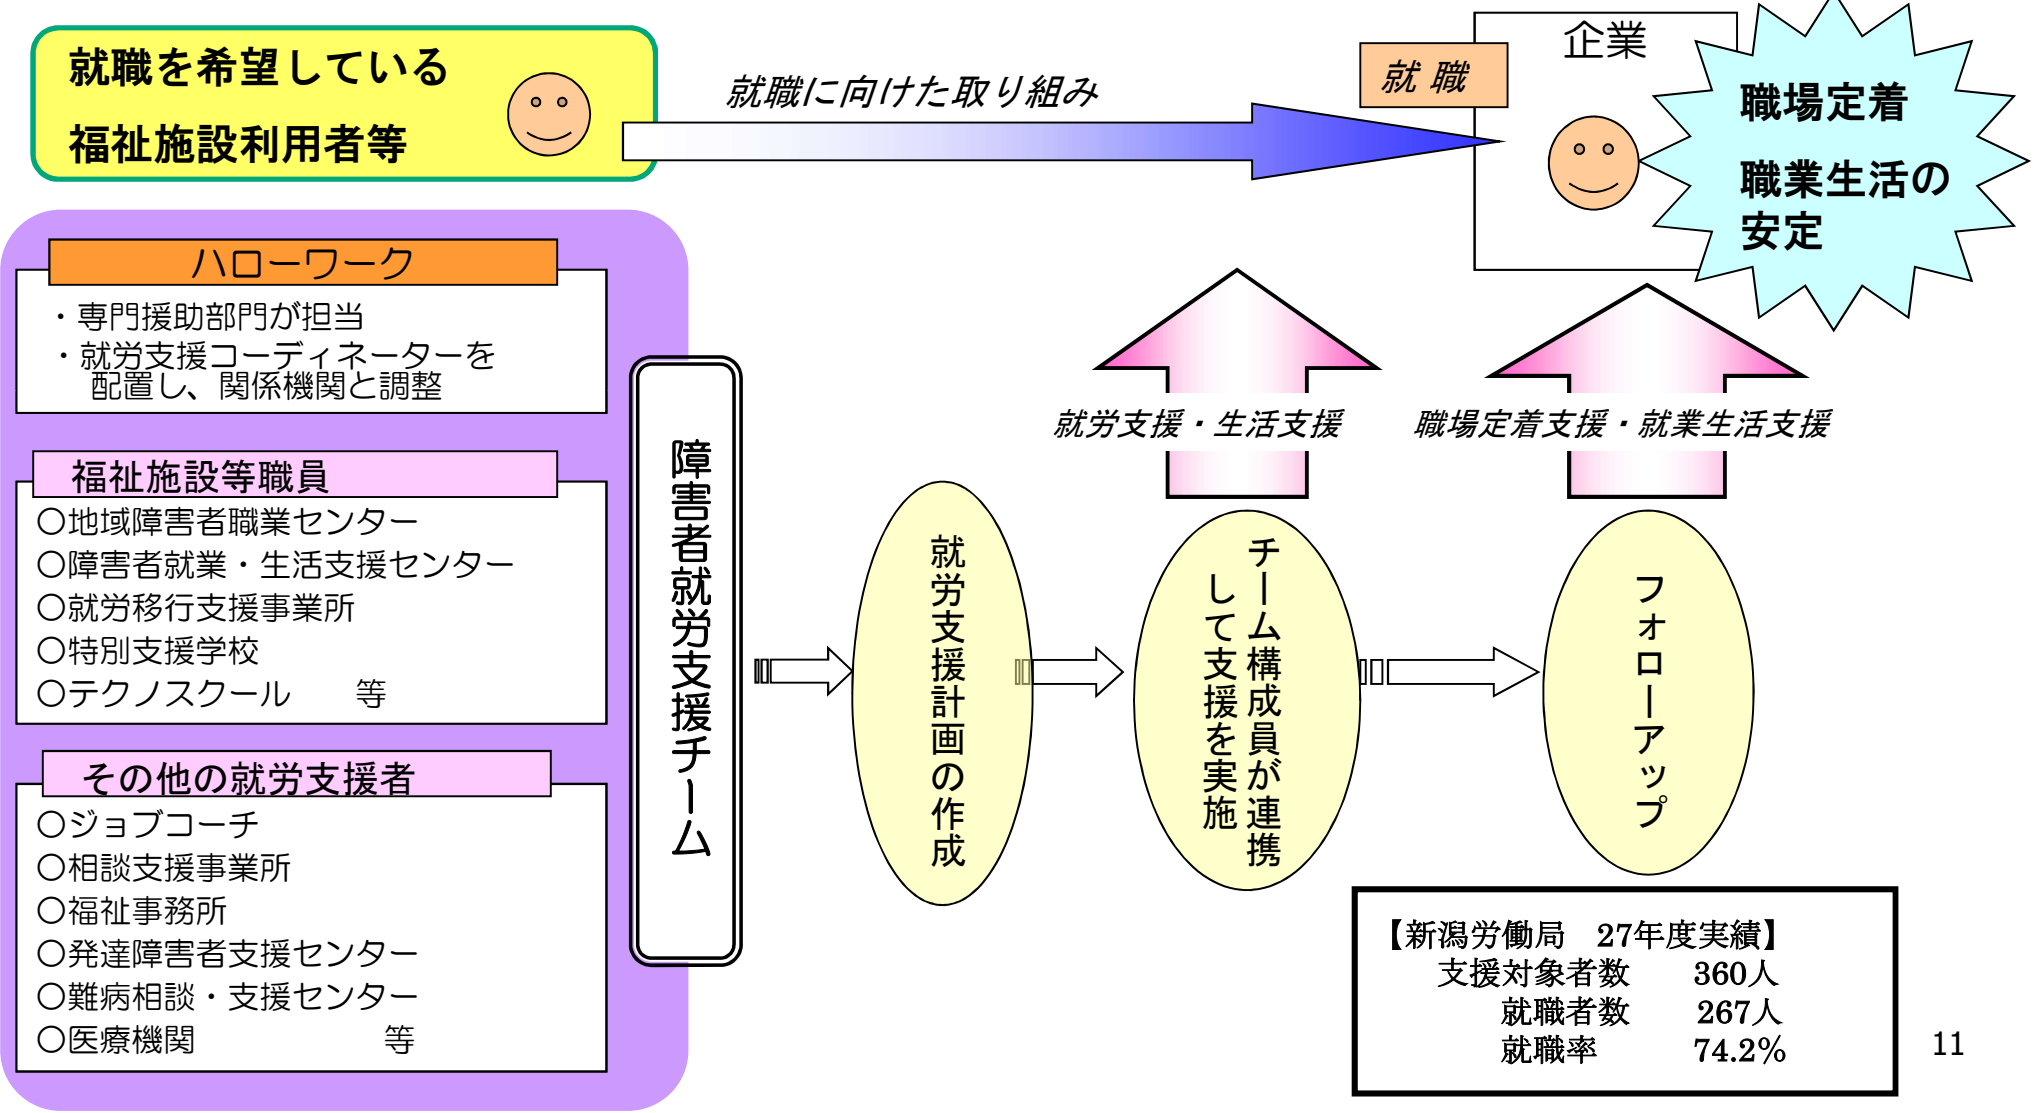 就職を希望している
福祉施設利用者等
就職に向けた取り組み
就 職
企業
職場定着
職業生活の
安定
ハローワーク
・専門援助部門が担当
・就労支援コーディネーターを
配置し、関係機関と調整
福祉施設等職員
〇地域障害者職業センター
〇障害者就業・生活支援センター
〇就労移行支援事業所
〇特別支援学校
〇テクノスクール　　等
その他の就労支援者
〇ジョブコーチ
〇相談支援事業所
〇福祉事務所
〇発達障害者支援センター
〇難病相談・支援センター
〇医療機関　　　　　　等
障害者就労支援チーム
就労支援計画の作成
就労支援・生活支援
チーム構成員が連携
して支援を実施
職場定着支援・就業生活支援
フォローアップ
【新潟労働局　27年度実績】
支援対象者数　　360人
就職者数　　267人
就職率　　　74.2％
11